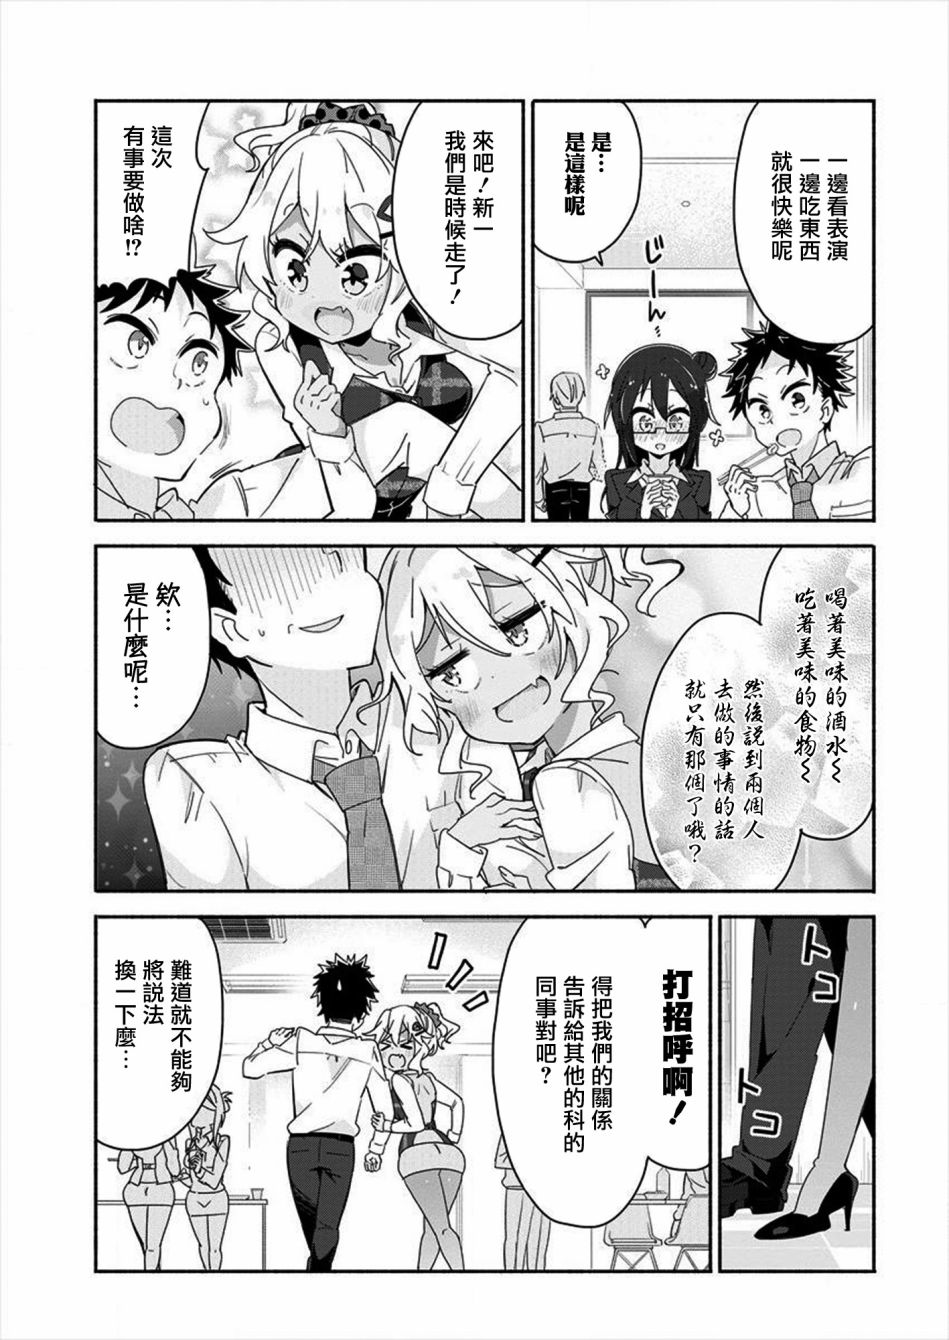 一邊看表演
一邊吃東西
就很快樂呢
是…
是這樣呢
じーーん
來吧！新一
我們是時候走了！
這次
有事要做啥!?
喝著美味的酒水～
吃著美味的食物～
然後說到兩個人
去做的事情的話
就只有那個了哦？
欸…
是什麼呢…
トコ
トコ
打招呼啊！
得把我們的關係
告訴給其他的科的
同事對吧？
難道就不能夠
將說法
換一下麼…